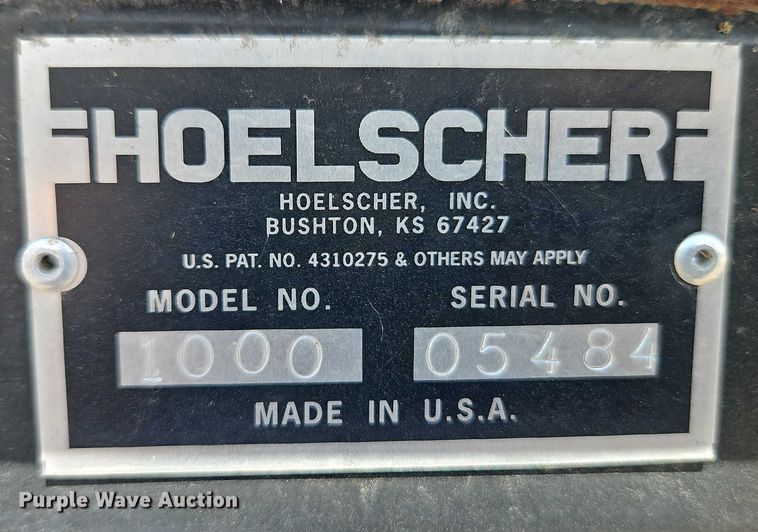 HOELSCHER
HOELSCHER, INC.
BUSHTON, KS 67427
U.S. PAT. NO. 4310275 & OTHERS MAY APPLY
MODEL NO. SERIAL NO.
1000 05484
MADE IN U.S.A.
Purple Wave Auction